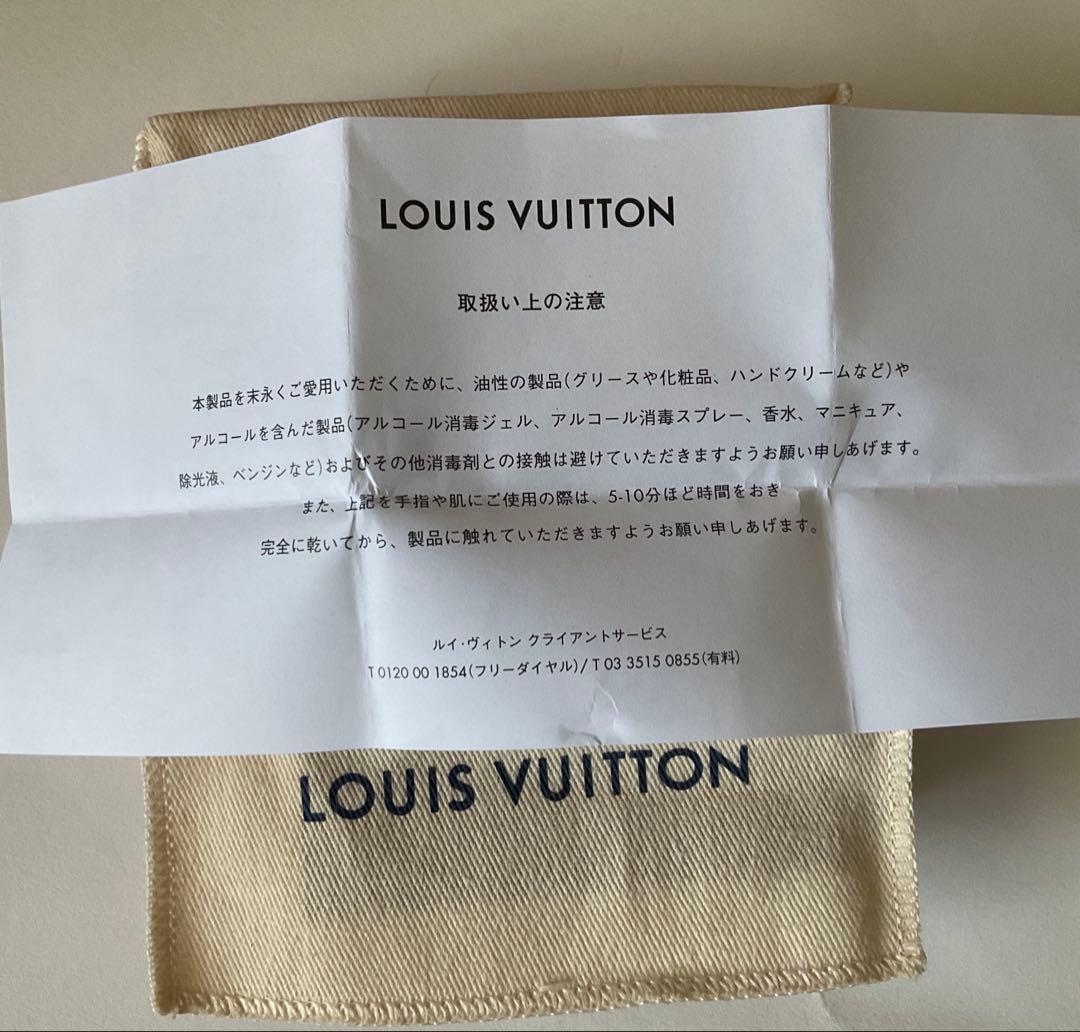 LOUIS VUITTON
取扱い上の注意
本製品を末永くご愛用いただくために、油性の製品(グリースや化粧品、ハンドクリームなど)や
アルコールを含んだ製品(アルコール消毒ジェル、アルコール消毒スプレー、香水、マニキュア、
除光液、ベンジンなど)およびその他消毒剤との接触は避けていただきますようお願い申しあげます。
また、上記を手指や肌にご使用の際は、5-10分ほど時間をおき
完全に乾いてから、製品に触れていただきますようお願い申しあげます。
ルイ・ヴィトン クライアントサービス
T 0120 00 1854(フリーダイヤル)/ T 03 3515 0855(有料)
LOUIS VUITTON